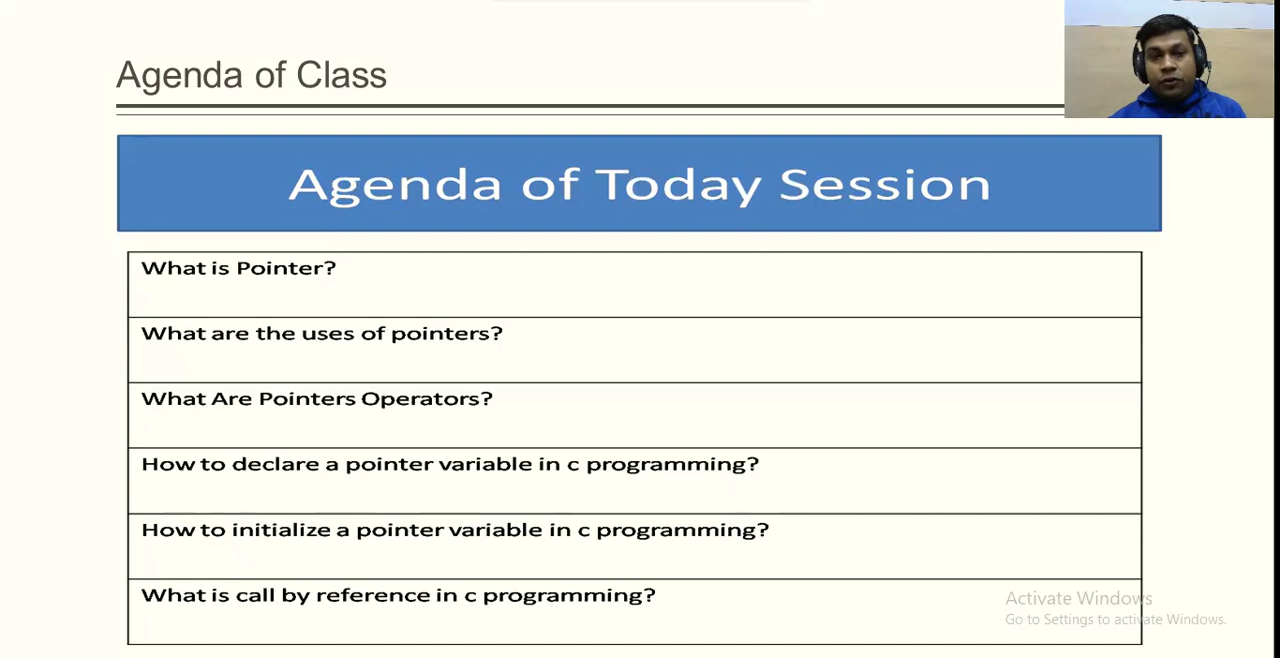 Agenda of Class
Agenda of Today Session
What is Pointer?
What are the uses of pointers?
What Are Pointers Operators?
How to declare a pointer variable in c programming?
How to initialize a pointer variable in c programming?
What is call by reference in c programming?
Activate Windows
Go to Settings to activate Windows.